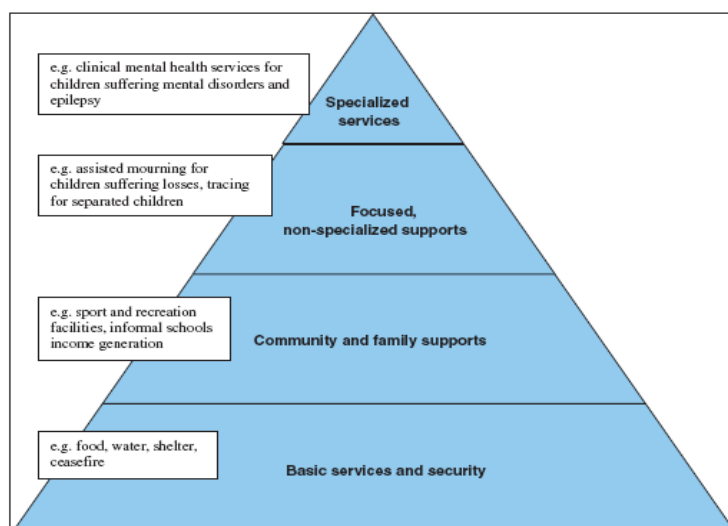 e.g. clinical mental health services for
children suffering mental disorders and
epilepsy
Specialized
services
e.g. assisted mourning for
children suffering losses, tracing
for separated children
Focused,
non-specialized supports
e.g. sport and recreation
facilities, informal schools
income generation
Community and family supports
e.g. food, water, shelter,
ceasefire
Basic services and security